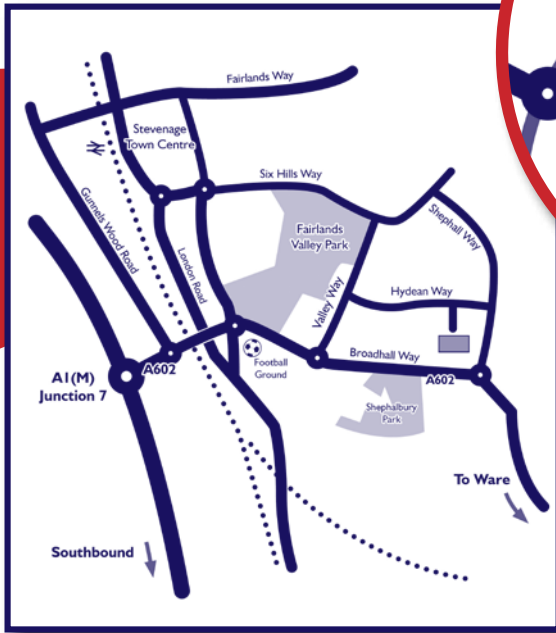 Fairlands Way
Stevenage
Town Centre
Six Hills Way
Gunnels Wood Road
London Road
Fairlands
Valley Park
Shephall Way
Valley Way
Hydean Way
Football
Ground
Broadhall Way
A602
A602
A1(M)
Junction 7
Shephalbury
Park
To Ware
Southbound